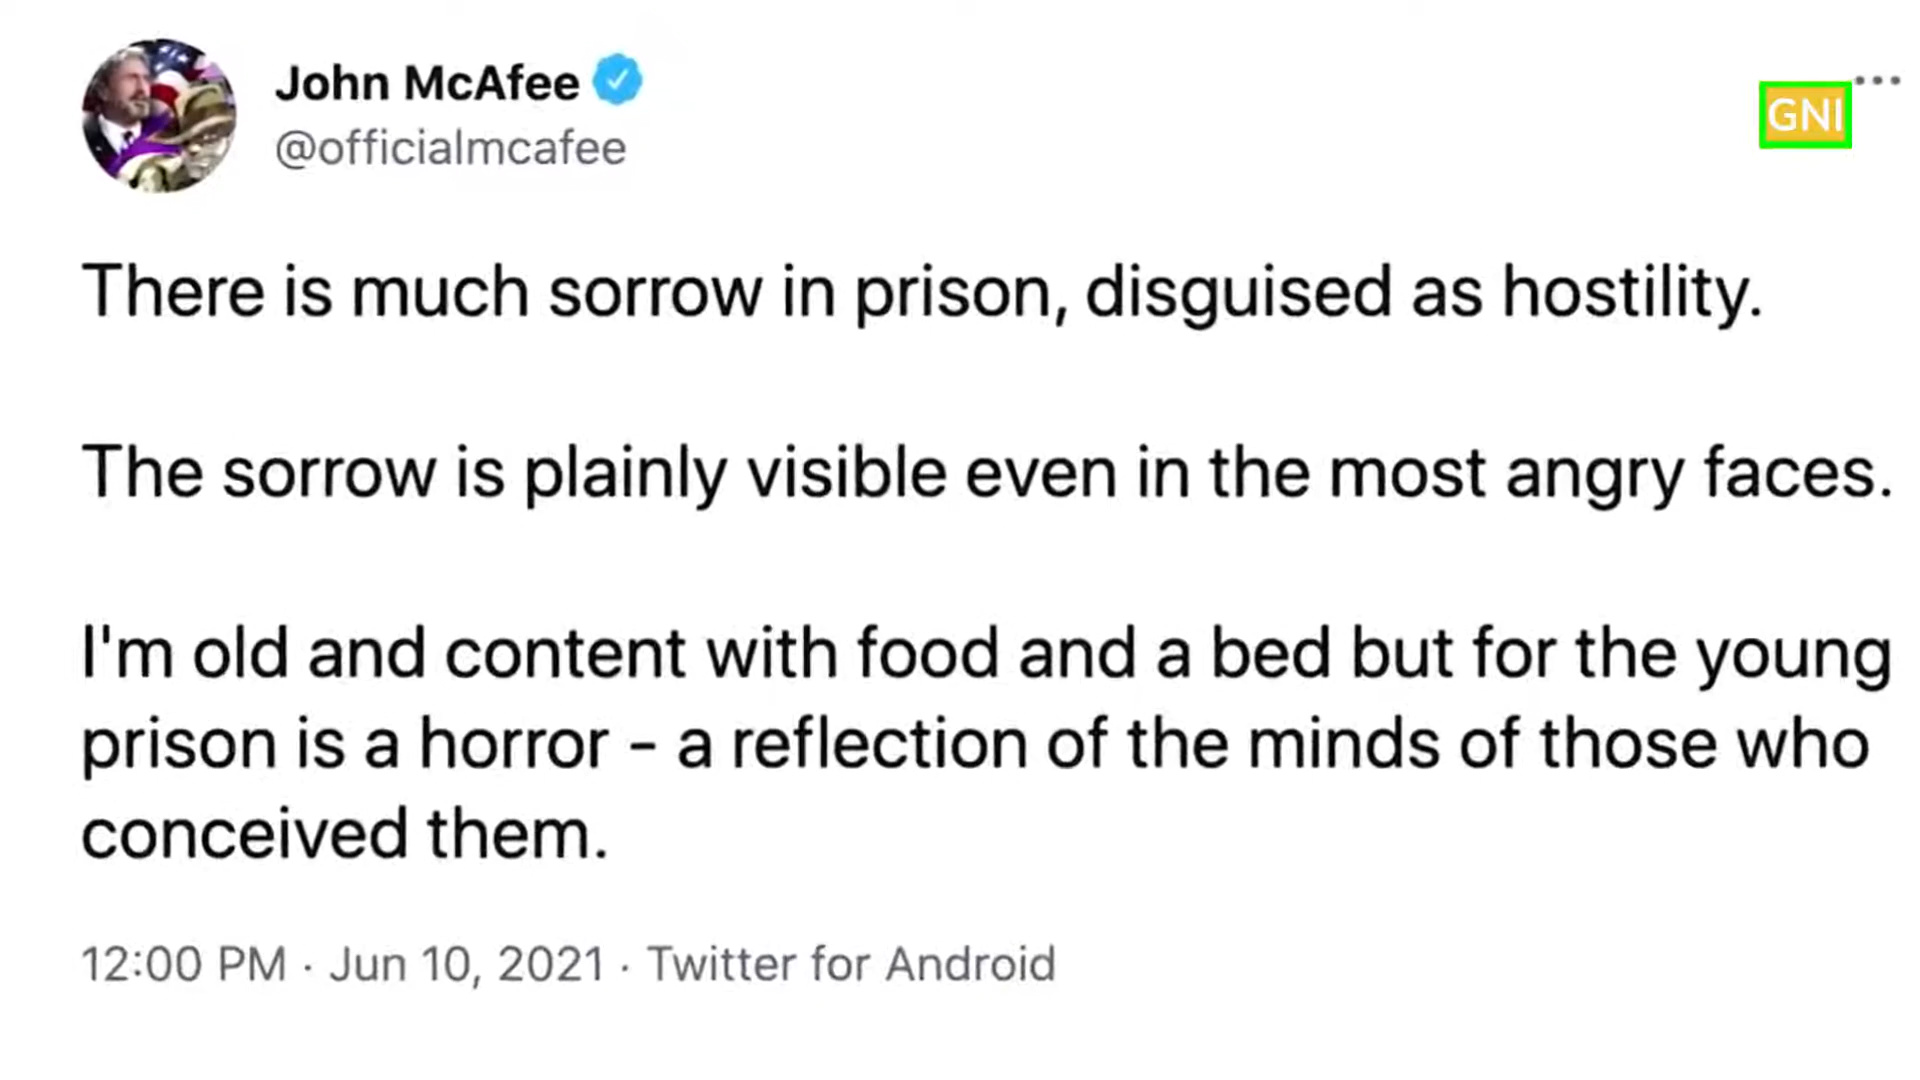 John McAfee
@officialmcafee
GNI
There is much sorrow in prison, disguised as hostility.
The sorrow is plainly visible even in the most angry faces.
I'm old and content with food and a bed but for the young
prison is a horror - a reflection of the minds of those who
conceived them.
12:00 PM · Jun 10, 2021 · Twitter for Android